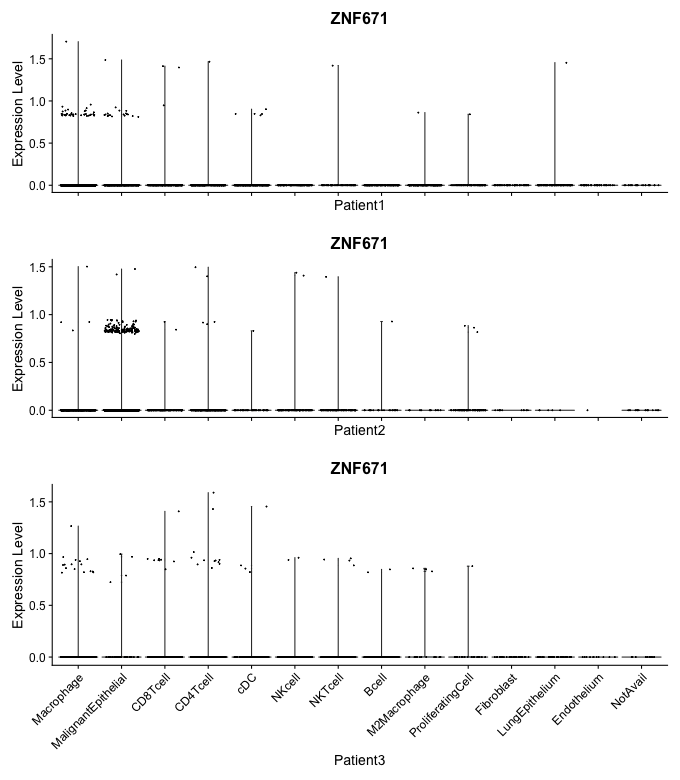 ZNF671
Expression Level
1.5
1.0
0.5
0.0
Patient1
ZNF671
Expression Level
1.5
1.0
0.5
0.0
Patient2
ZNF671
Expression Level
1.5
1.0
0.5
0.0
Macrophage
MalignantEpithelial
CD8Tcell
CD4Tcell
cDC
NKcell
NKTcell
Bcell
M2Macrophage
ProliferatingCell
Fibroblast
LungEpithelium
Endothelium
NotAvail
Patient3